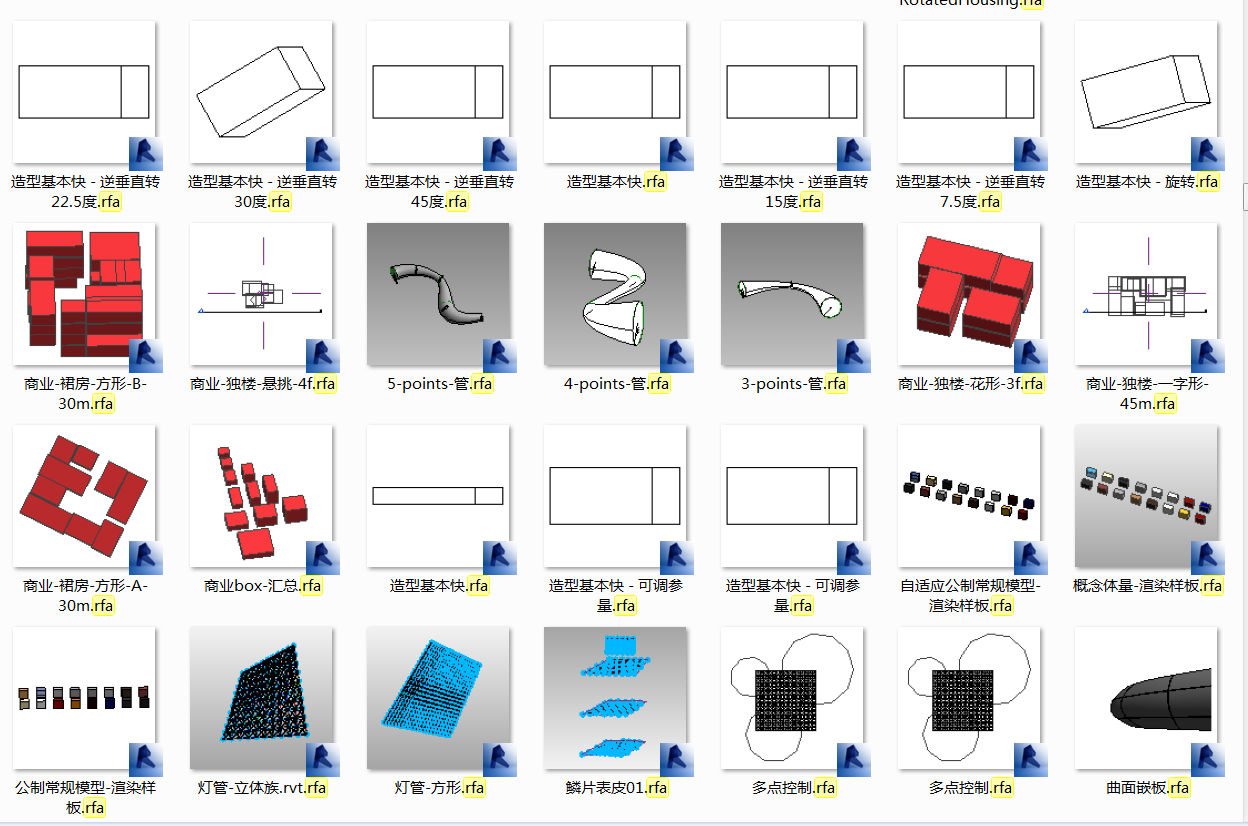 RotatedHousing.rfa
造型基本快 - 逆垂直转
22.5度.rfa
造型基本快 - 逆垂直转
30度.rfa
造型基本快 - 逆垂直转
45度.rfa
造型基本快.rfa
造型基本快 - 逆垂直转
15度.rfa
造型基本快 - 逆垂直转
7.5度.rfa
造型基本快 - 旋转.rfa
商业-裙房-方形-B-
30m.rfa
商业-独楼-悬挑-4f.rfa
5-points-管.rfa
4-points-管.rfa
3-points-管.rfa
商业-独楼-花形-3f.rfa
商业-独楼-一字形-
45m.rfa
商业-裙房-方形-A-
30m.rfa
商业box-汇总.rfa
造型基本快.rfa
造型基本快 - 可调参
量.rfa
造型基本快 - 可调参
量.rfa
自适应公制常规模型-
渲染样板.rfa
概念体量-渲染样板.rfa
公制常规模型-渲染样
板.rfa
灯管-立体族.rvt.rfa
灯管-方形.rfa
鳞片表皮01.rfa
多点控制.rfa
多点控制.rfa
曲面嵌板.rfa